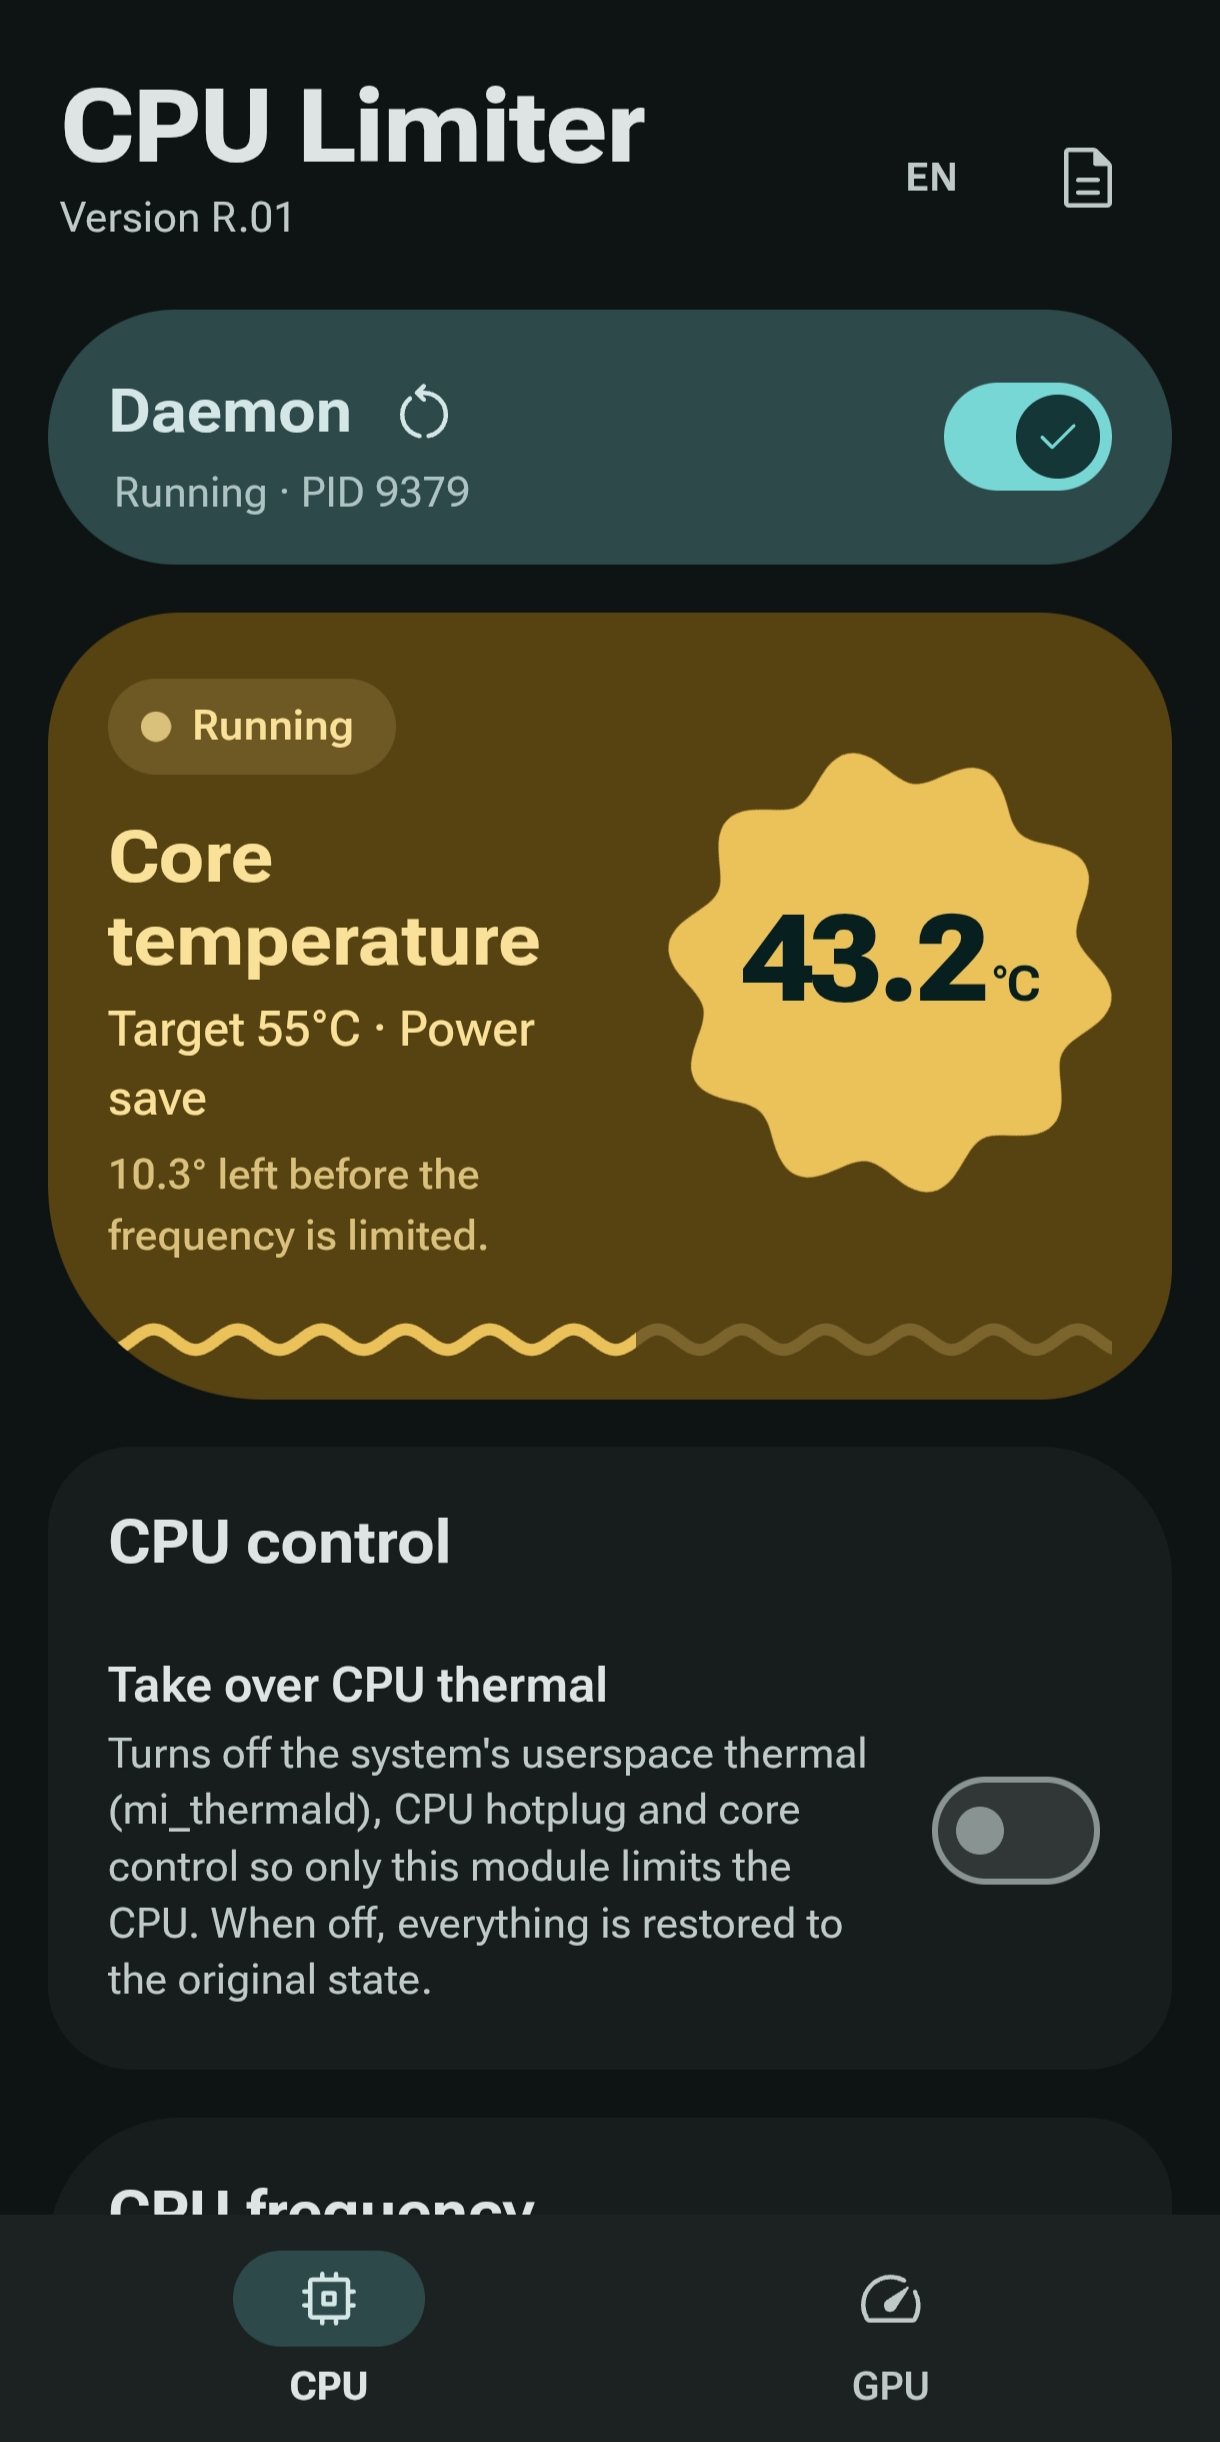 CPU Limiter
Version R.01
EN
Daemon
Running · PID 9379
Running
Core
temperature
Target 55°C · Power
save
10.3° left before the
frequency is limited.
43.2°C
CPU control
Take over CPU thermal
Turns off the system's userspace thermal
(mi_thermald), CPU hotplug and core
control so only this module limits the
CPU. When off, everything is restored to
the original state.
CPU frequency
CPU
GPU